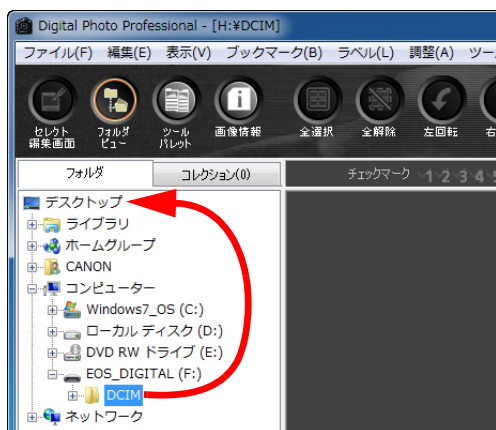 Digital Photo Professional - [H:¥DCIM]
ファイル(F) 編集(E) 表示(V) ブックマーク(B) ラベル(L) 調整(A) ツー
セレクト編集画面 フォルダビュー ツールパレット 画像情報 全選択 全解除 左回転 右
フォルダ コレクション(0) チェックマーク 1 2 3 4 5
デスクトップ
ライブラリ
ホームグループ
CANON
コンピューター
Windows7_OS (C:)
ローカル ディスク (D:)
DVD RW ドライブ (E:)
EOS_DIGITAL (F:)
DCIM
ネットワーク